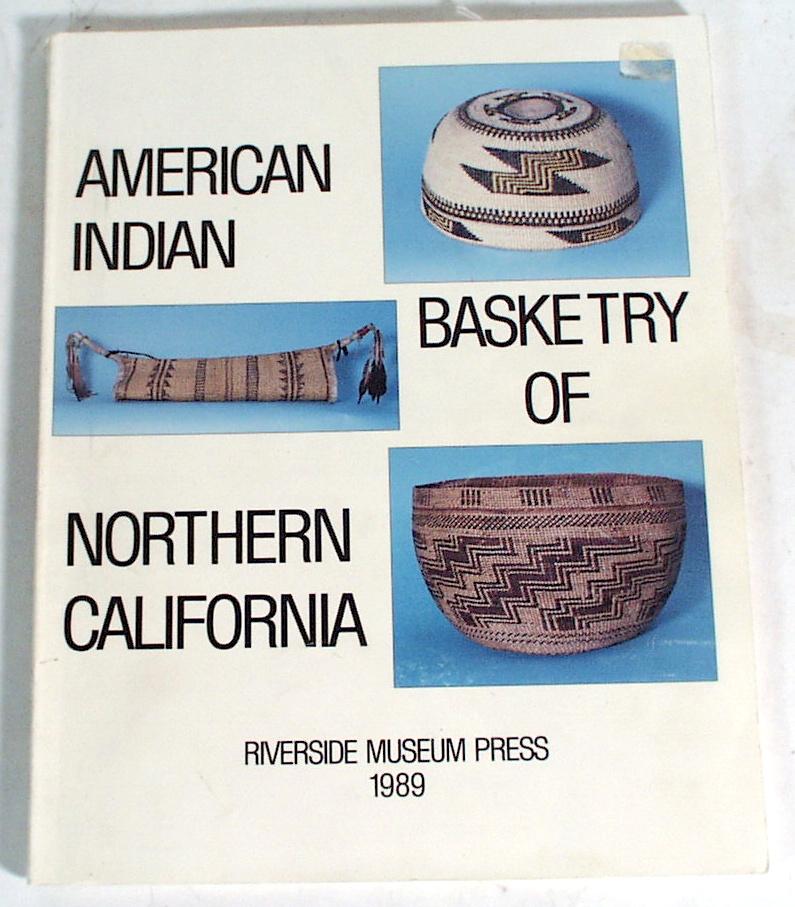 AMERICAN
INDIAN
BASKETRY
OF
NORTHERN
CALIFORNIA
RIVERSIDE MUSEUM PRESS
1989